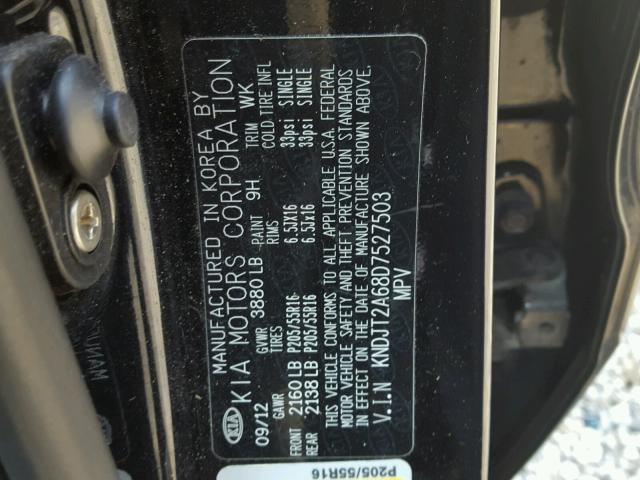 MANUFACTURED IN KOREA BY
KIA KIA MOTORS CORPORATION
09/12 GVWR 3880 LB PAINT 9H TRIM WK
GAWR TIRES RIMS COLD TIRE INFL
FRONT 2160 LB P205/55R16 6.5JX16 33psi SINGLE
REAR 2138 LB P205/55R16 6.5JX16 33psi SINGLE
THIS VEHICLE CONFORMS TO ALL APPLICABLE U.S.A. FEDERAL
MOTOR VEHICLE SAFETY AND THEFT PREVENTION STANDARDS
IN EFFECT ON THE DATE OF MANUFACTURE SHOWN ABOVE.
V.I.N KNDJTT2A68D7527503
MPV
P205/55R16